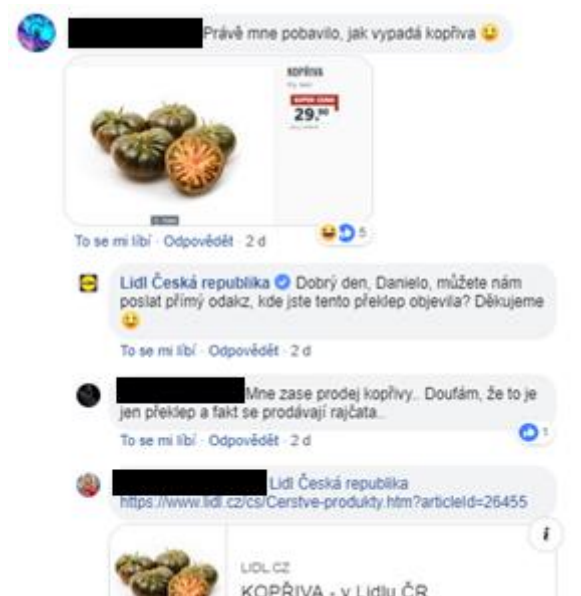 Právě mne pobavilo, jak vypadá kopřiva
KOPŘIVA
SUPER CENA
29.90
To se mi líbí · Odpovědět · 2 d
5
Lidl Česká republika Dobrý den, Danielo, můžete nám
poslat přímý odakz, kde jste tento překlep objevila? Děkujeme
To se mi líbí · Odpovědět · 2 d
Mne zase prodej kopřivy.. Doufám, že to je
jen překlep a fakt se prodávají rajčata..
1
To se mi líbí · Odpovědět · 2 d
Lidl Česká republika
https://www.lidl.cz/cs/Cerstve-produkty.htm?articleId=26455
i
LIDL.CZ
KOPŘIVA - v Lidlu ČR